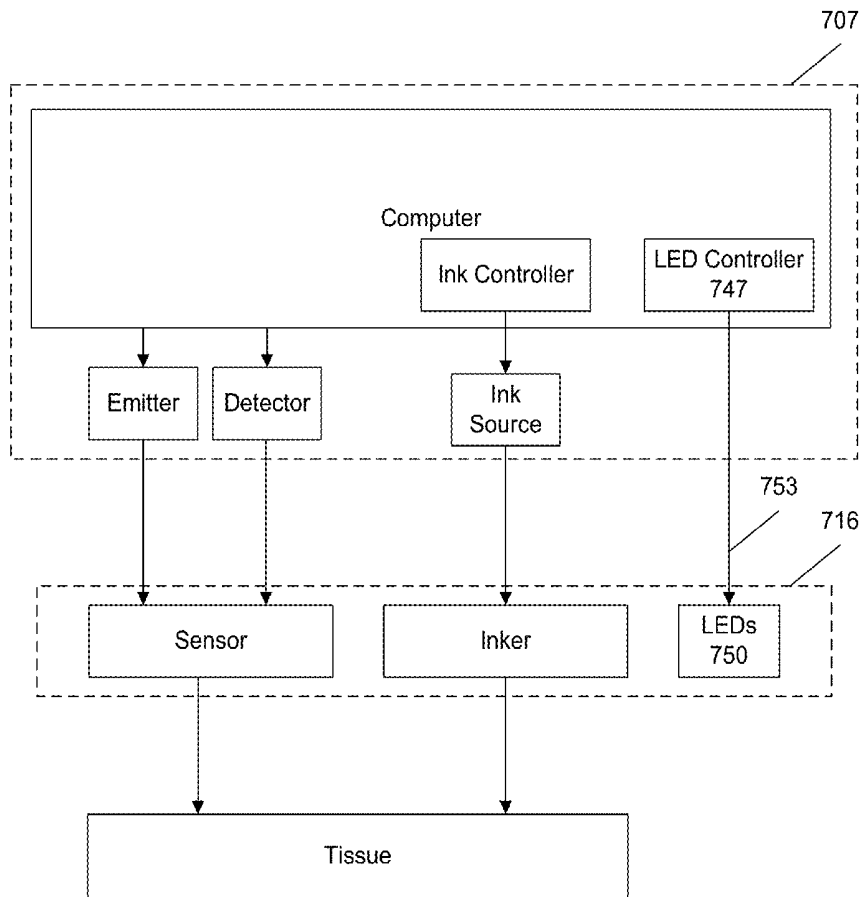 707
Computer
Ink Controller
LED Controller
747
Emitter
Detector
Ink
Source
753
716
Sensor
Inker
LEDs
750
Tissue